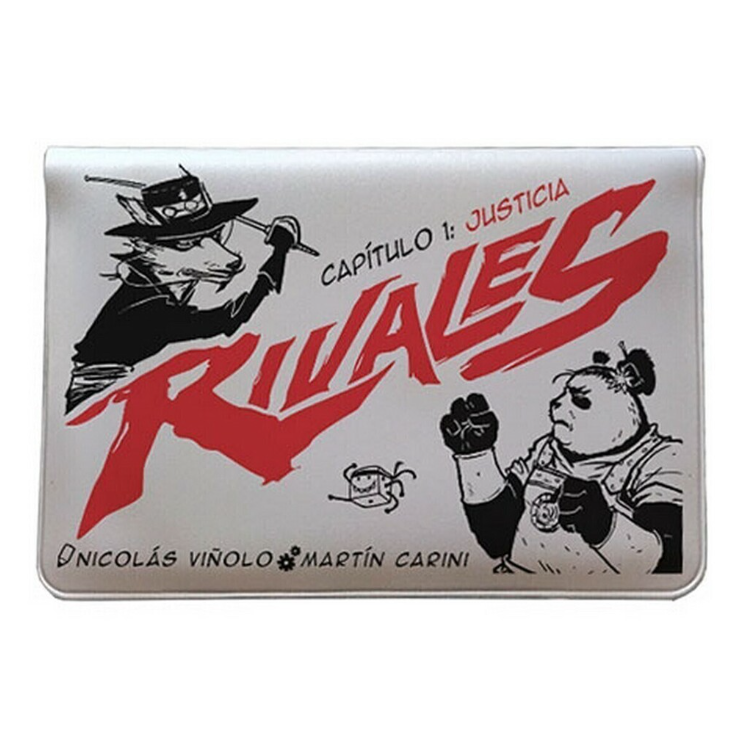 CAPÍTULO 1: JUSTICIA
RIVALES
NICOLÁS VIÑOLO MARTÍN CARINI